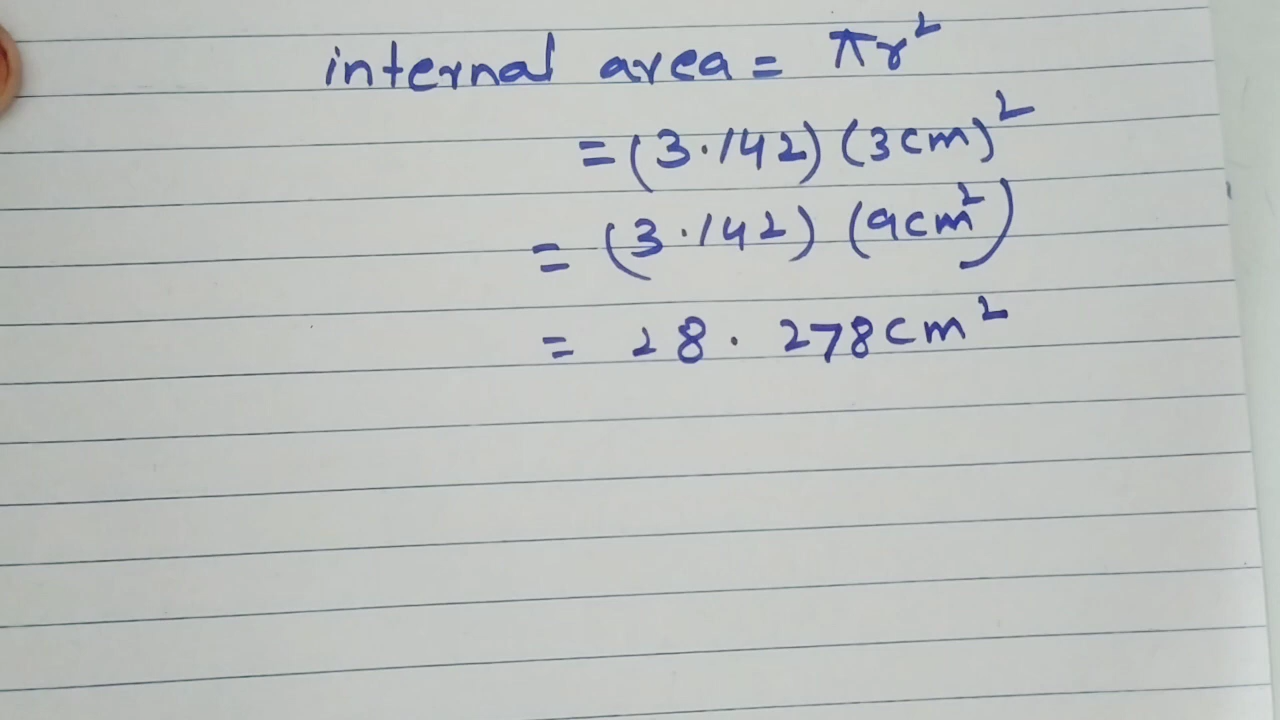 internal area = πr²
= (3.142) (3cm)²
= (3.142) (9cm²)
= 28.278cm²